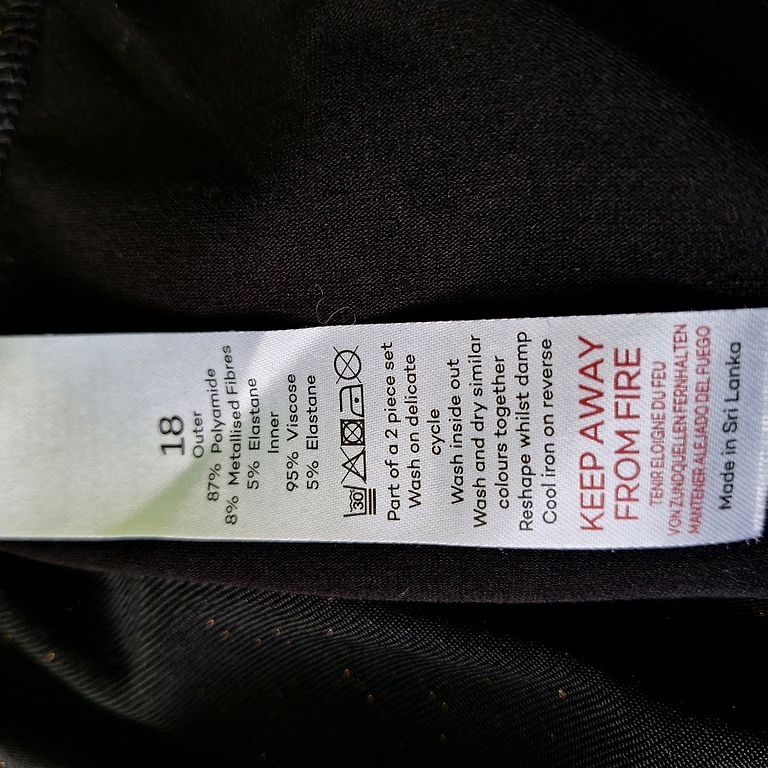 18
Outer
87% Polyamide
8% Metallised Fibres
5% Elastane
Inner
95% Viscose
5% Elastane
30
Part of a 2 piece set
Wash on delicate
cycle
Wash inside out
Wash and dry similar
colours together
Reshape whilst damp
Cool iron on reverse
KEEP AWAY
FROM FIRE
TENIR ELOIGNE DU FEU
VON ZUNDQUELLEN FERNHALTEN
MANTENER ALEJADO DEL FUEGO
Made in Sri Lanka